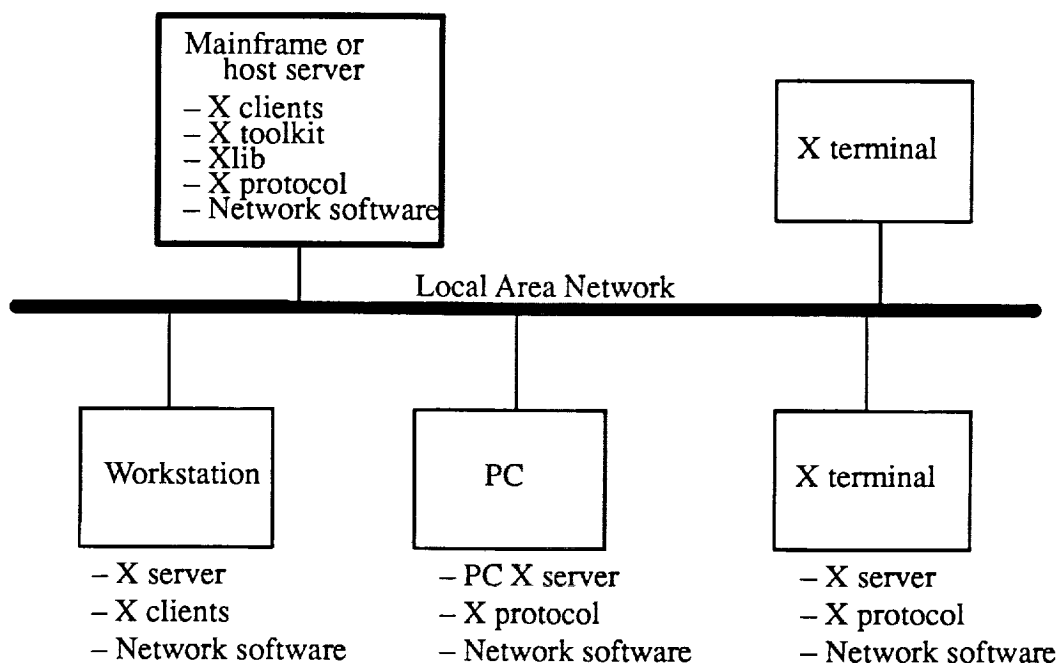 Mainframe or
host server
– X clients
– X toolkit
– Xlib
– X protocol
– Network software
X terminal
Local Area Network
Workstation
PC
X terminal
– X server
– X clients
– Network software
– PC X server
– X protocol
– Network software
– X server
– X protocol
– Network software